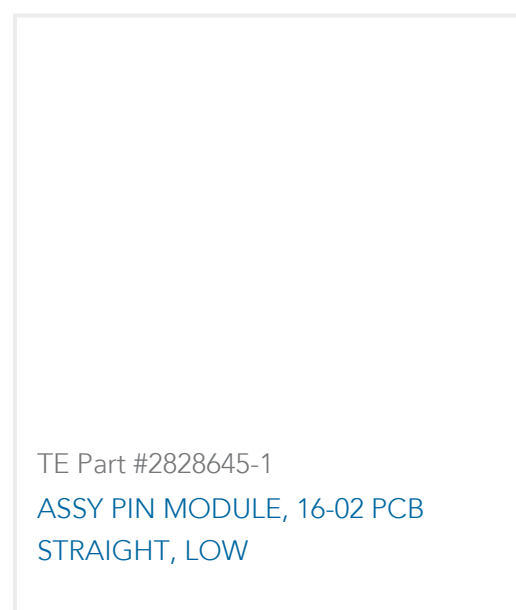 TE Part #2828645-1
ASSY PIN MODULE, 16-02 PCB
STRAIGHT, LOW